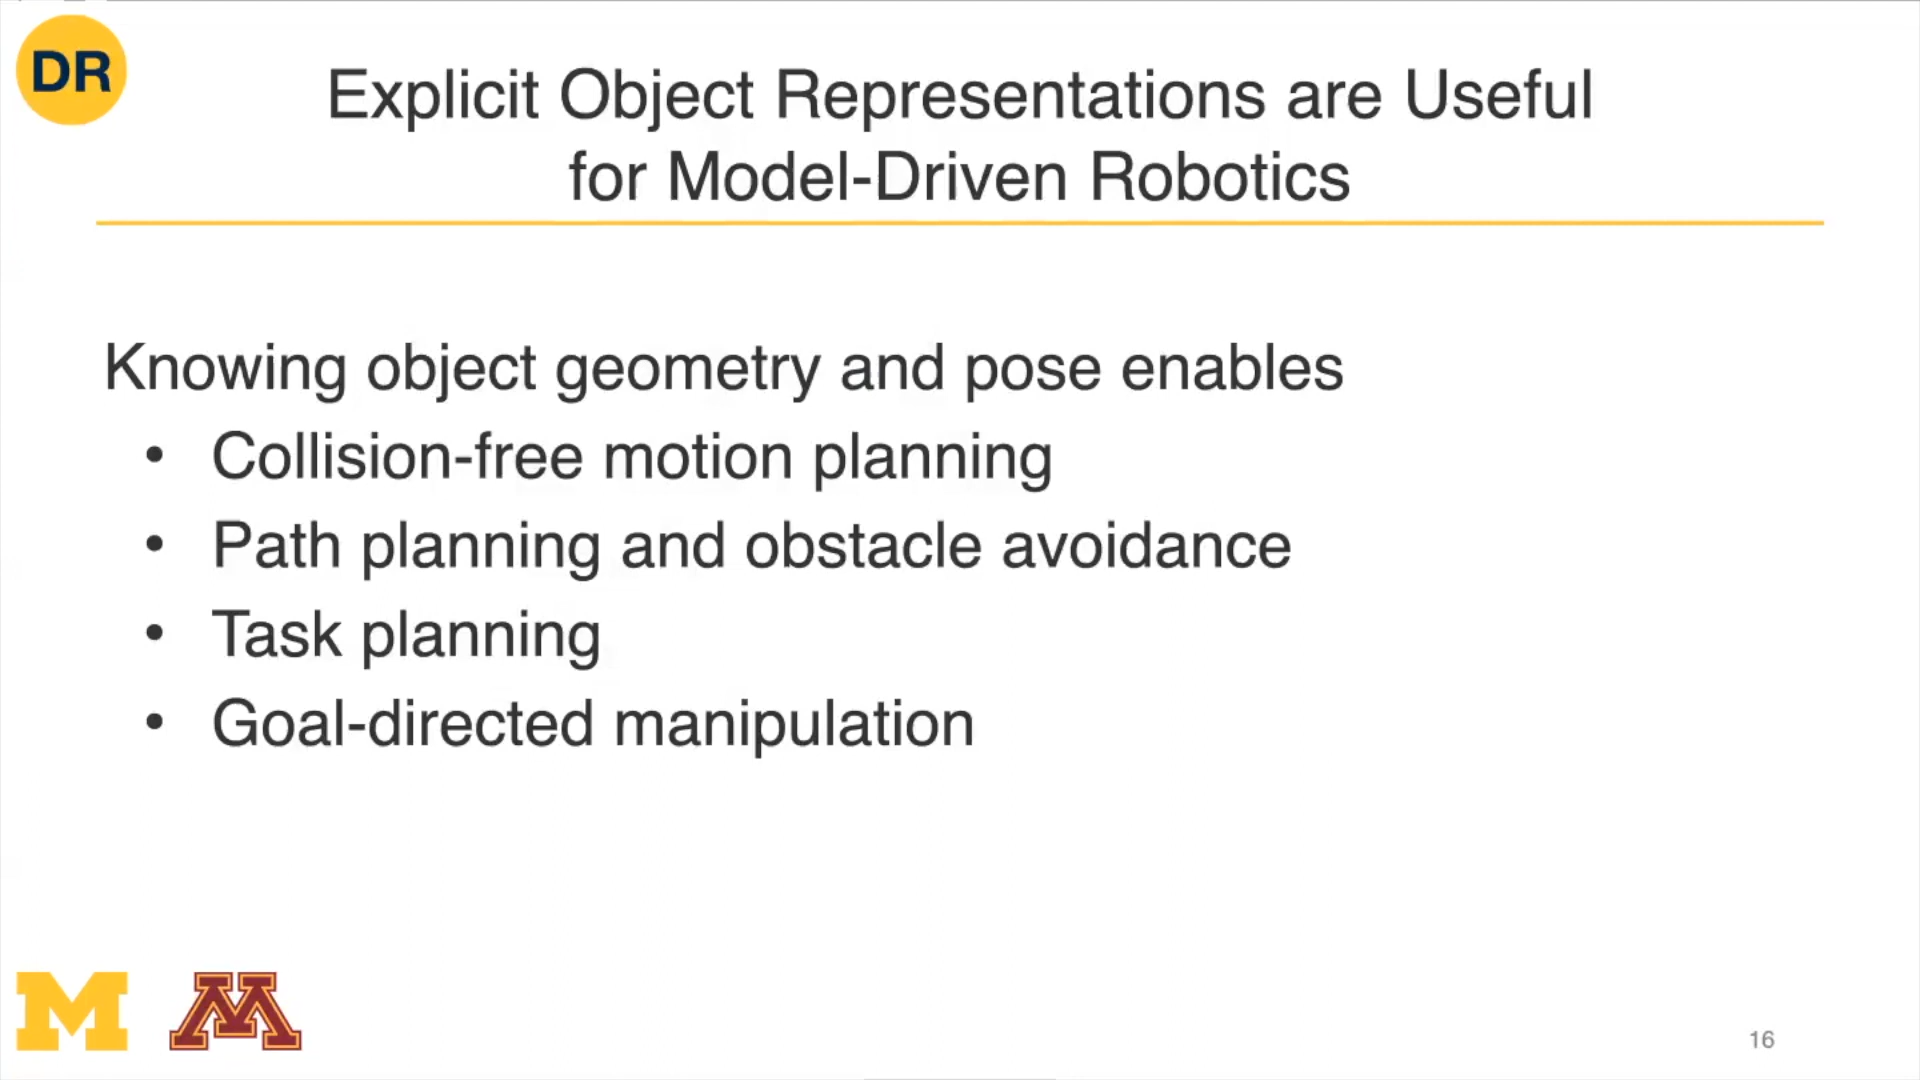 DR
Explicit Object Representations are Useful
for Model-Driven Robotics
Knowing object geometry and pose enables
• Collision-free motion planning
• Path planning and obstacle avoidance
• Task planning
• Goal-directed manipulation
M M
16